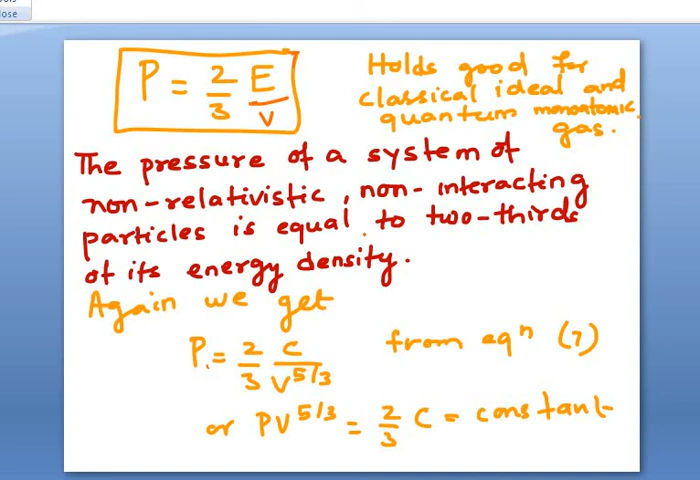 lose
P = 2/3 E/V
Holds good for
classical ideal and
quantum monoatomic
gas.
The pressure of a system of
non-relativistic, non-interacting
particles is equal to two-thirds
of its energy density.
Again we get
P = 2/3 C/V^5/3 from eqn (7)
or PV^5/3 = 2/3 C = constant